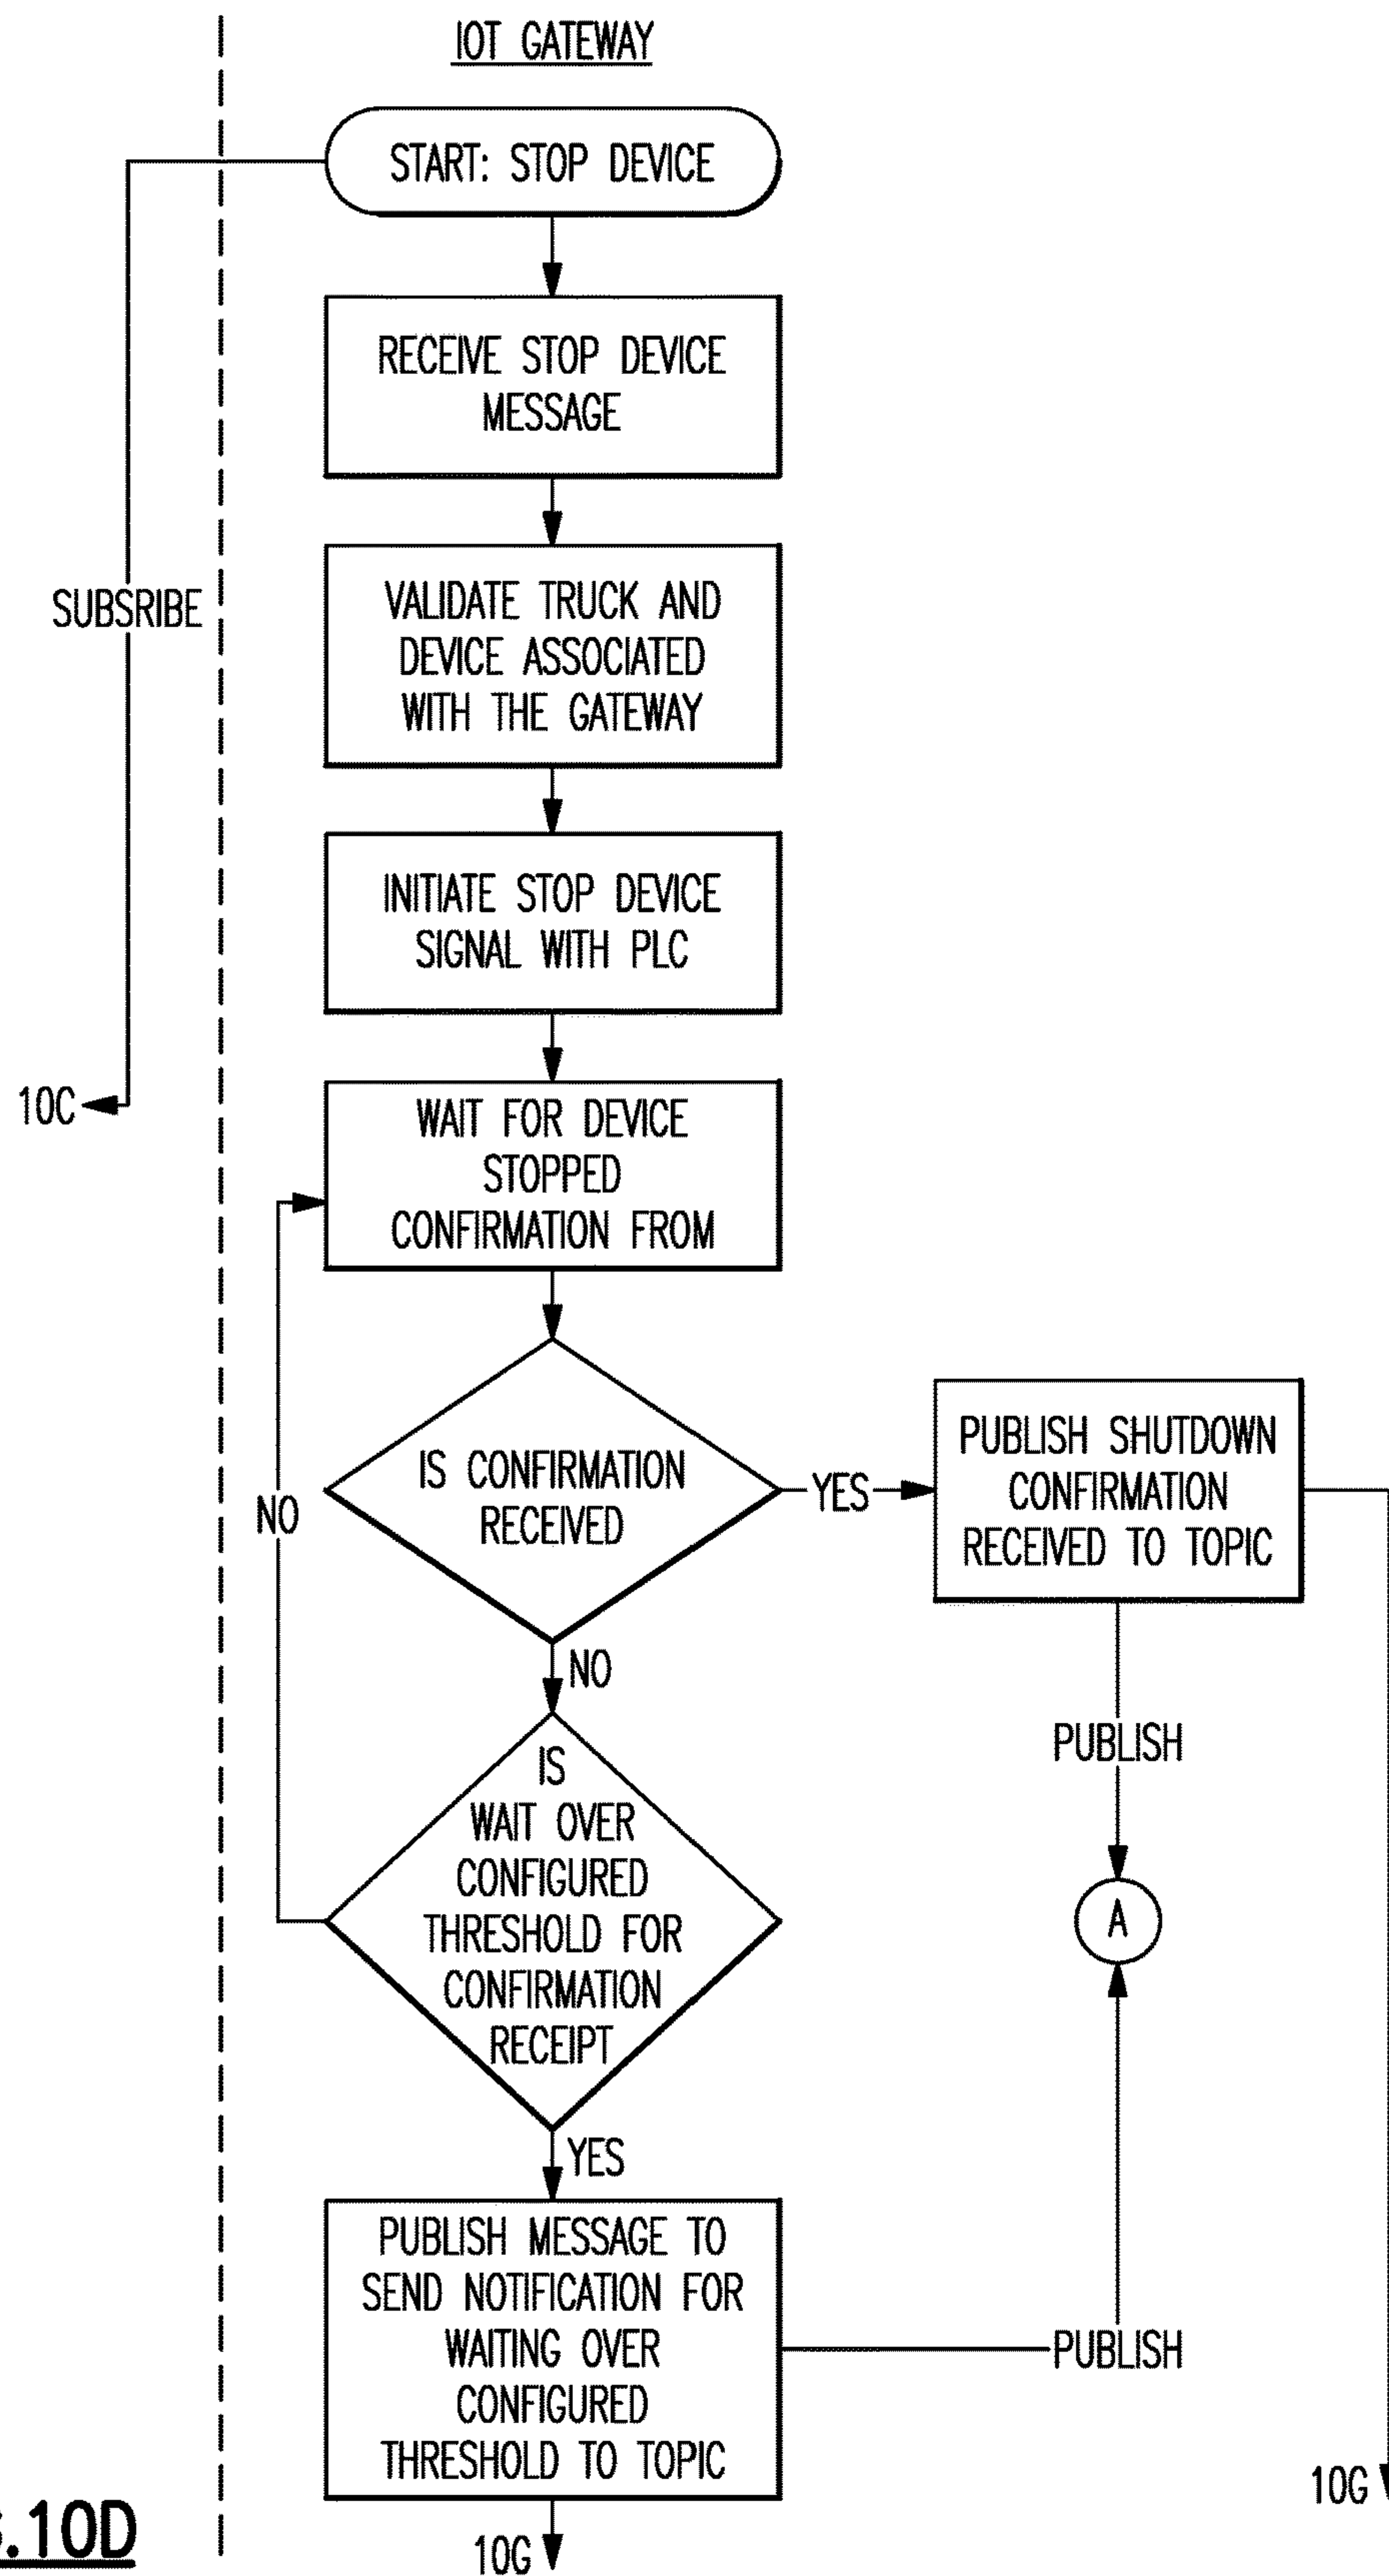 IOT GATEWAY
START: STOP DEVICE
RECEIVE STOP DEVICE
MESSAGE
VALIDATE TRUCK AND
DEVICE ASSOCIATED
WITH THE GATEWAY
SUBSRIBE
INITIATE STOP DEVICE
SIGNAL WITH PLC
10C
WAIT FOR DEVICE
STOPPED
CONFIRMATION FROM
IS CONFIRMATION
RECEIVED
YES
PUBLISH SHUTDOWN
CONFIRMATION
RECEIVED TO TOPIC
NO
NO
PUBLISH
IS
WAIT OVER
CONFIGURED
THRESHOLD FOR
CONFIRMATION
RECEIPT
A
YES
PUBLISH MESSAGE TO
SEND NOTIFICATION FOR
WAITING OVER
CONFIGURED
THRESHOLD TO TOPIC
PUBLISH
10G
10G
.10D